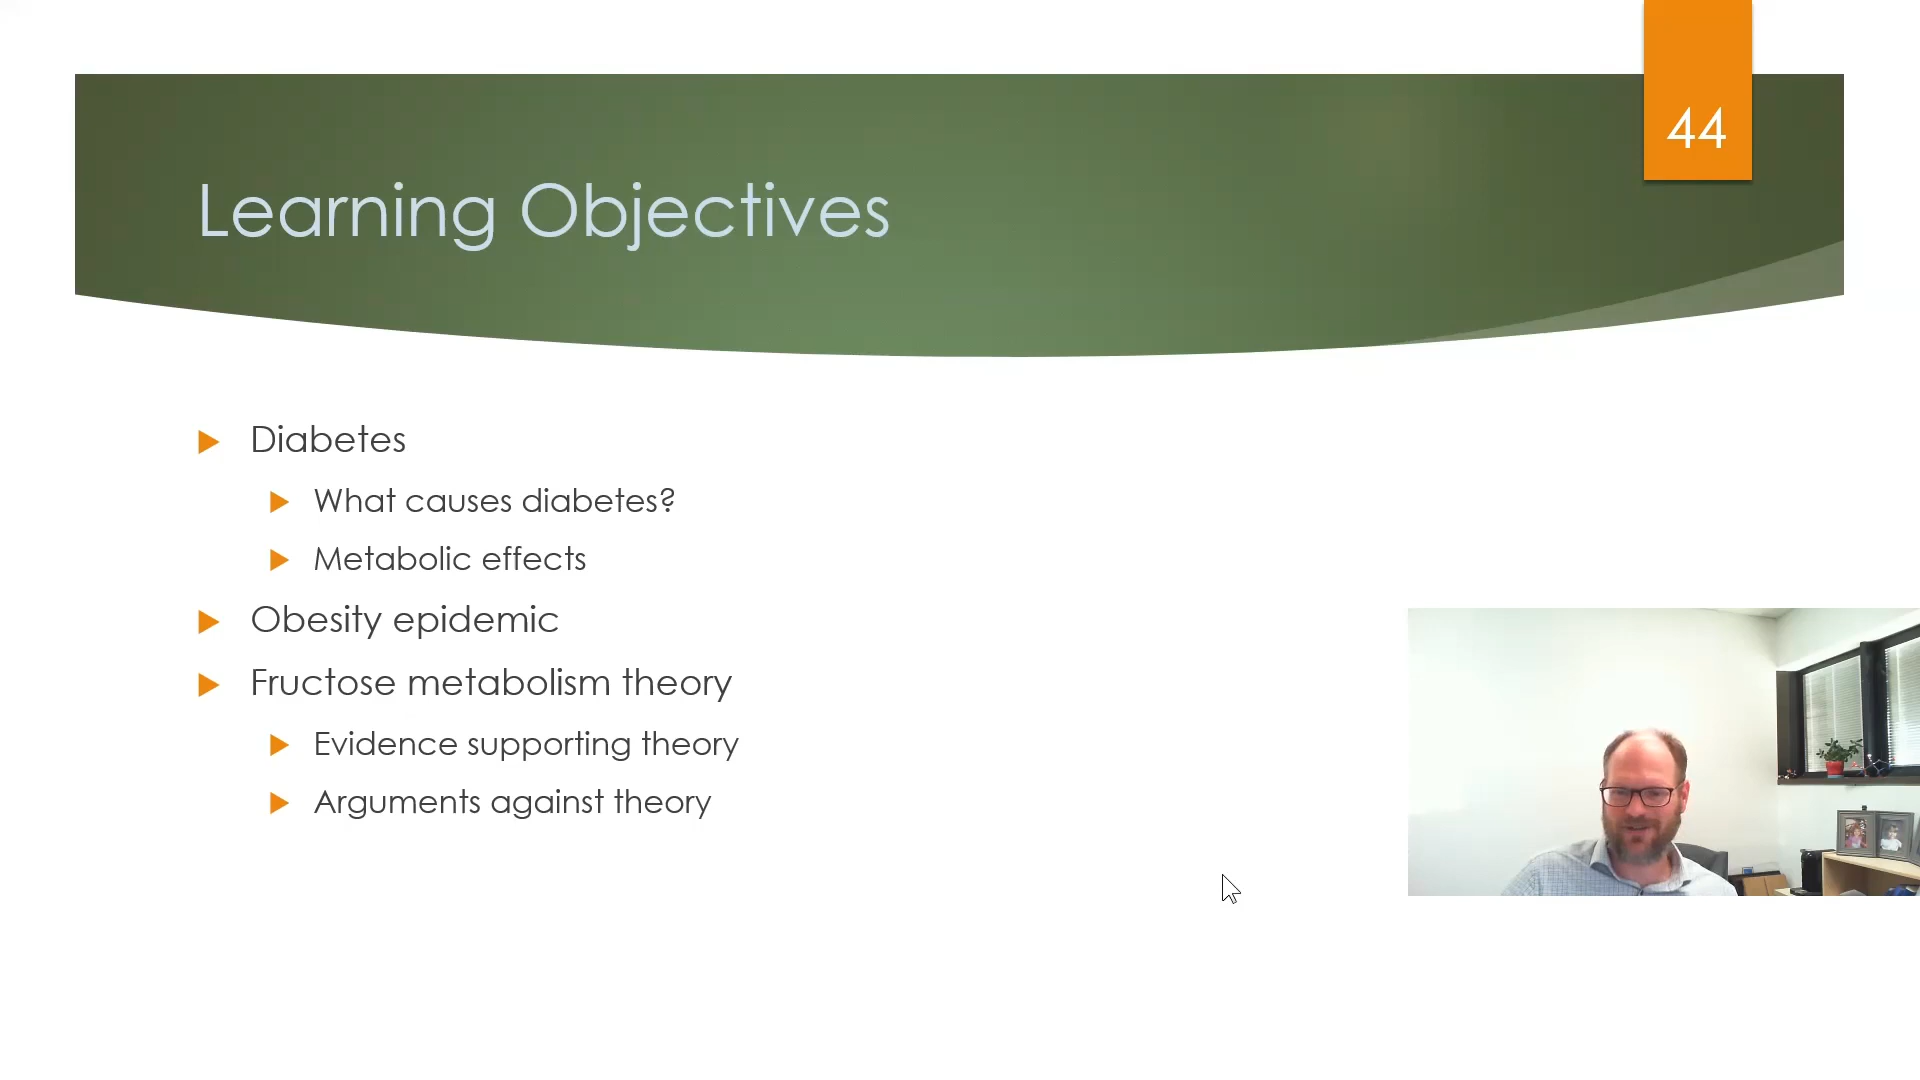 44
Learning Objectives
Diabetes
What causes diabetes?
Metabolic effects
Obesity epidemic
Fructose metabolism theory
Evidence supporting theory
Arguments against theory